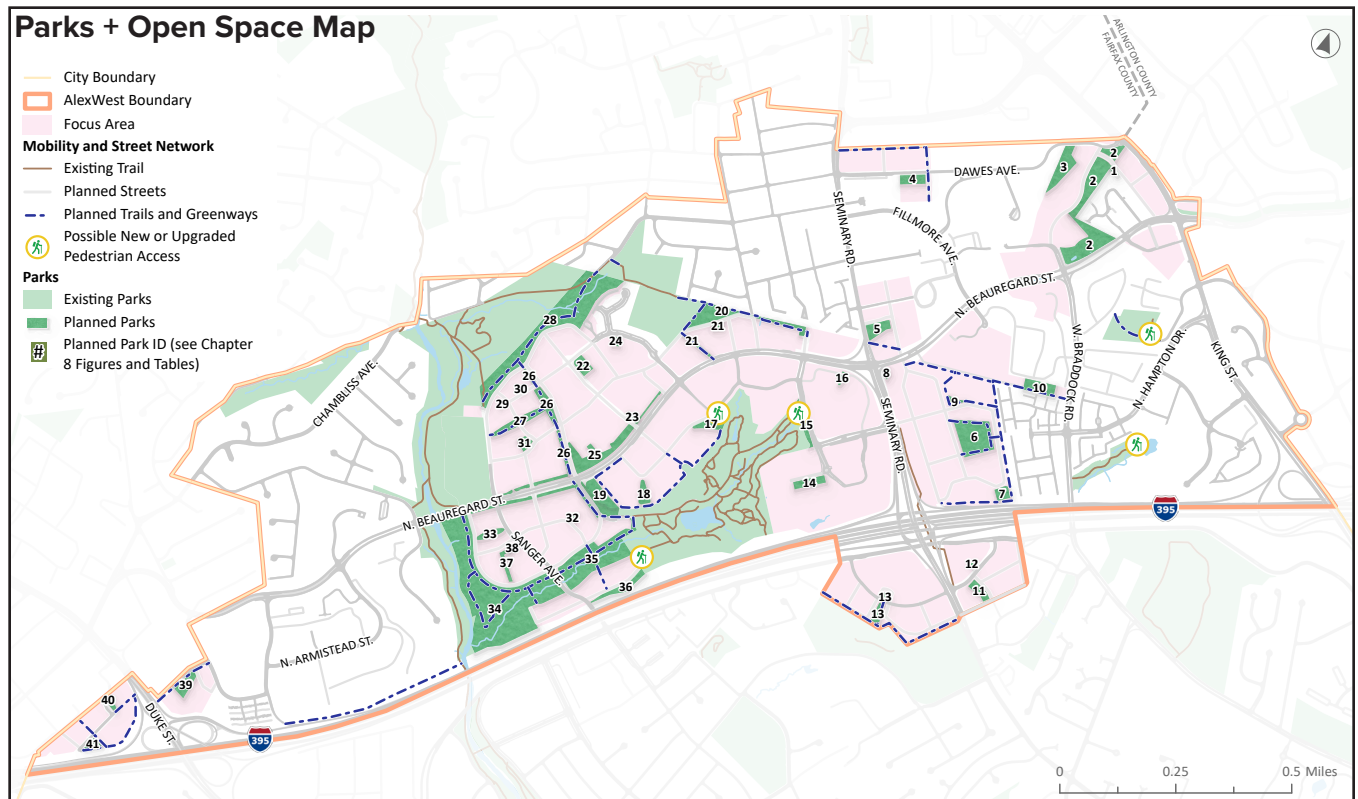 Parks + Open Space Map
City Boundary
AlexWest Boundary
Focus Area
Mobility and Street Network
Existing Trail
Planned Streets
Planned Trails and Greenways
Possible New or Upgraded
Pedestrian Access
Parks
Existing Parks
Planned Parks
#
Planned Park ID (see Chapter
8 Figures and Tables)
ARLINGTON COUNTY
FAIRFAX COUNTY
2
3
1
2
DAWES AVE.
4
SEMINARY RD.
FILLMORE AVE.
2
N. BEAUREGARD ST.
28
20
21
5
W. BRADDOCK RD.
N. HAMPTON DR.
KING ST.
24
21
22
16
8
CHAMBLISS AVE.
26
30
10
29
26
9
23
SEMINARY RD.
27
17
15
31
6
26
25
14
19
18
7
N. BEAUREGARD ST.
395
32
33
SANGER AVE.
38
35
37
12
36
11
34
13
13
N. ARMISTEAD ST.
39
40
DUKE ST.
41
395
0
0.25
0.5 Miles